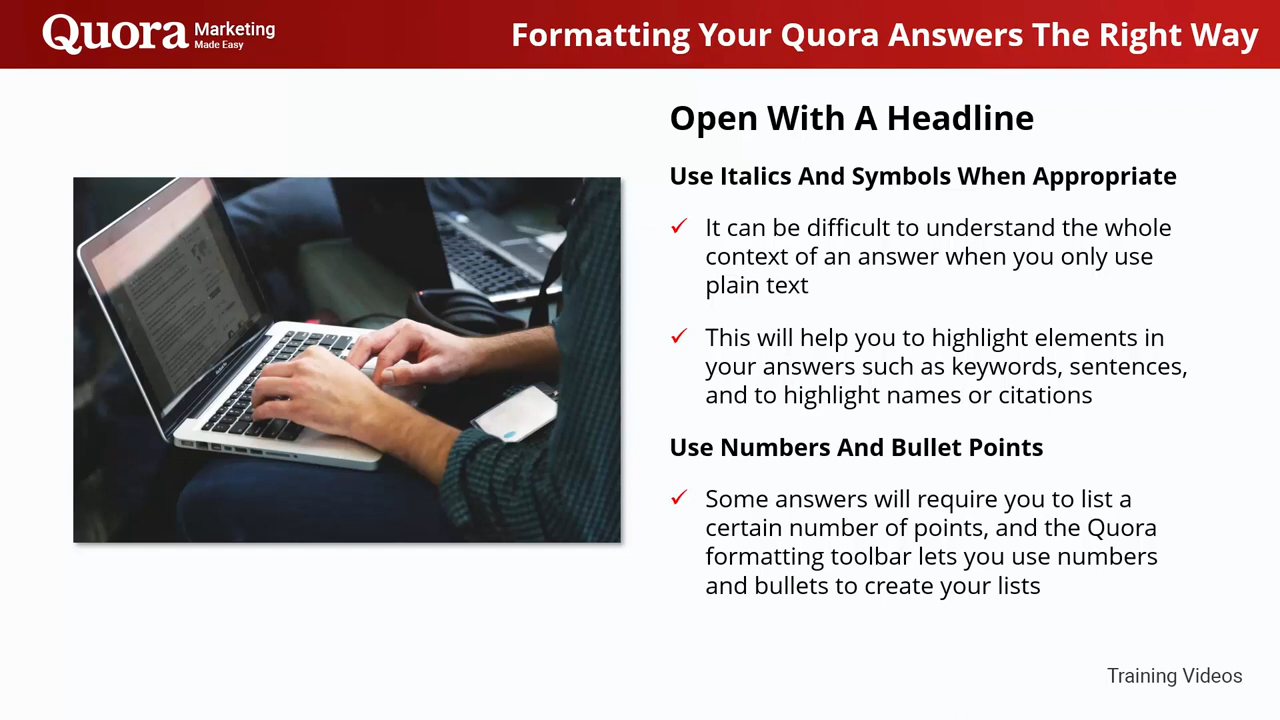 Quora Marketing
Made Easy
Formatting Your Quora Answers The Right Way
Open With A Headline
Use Italics And Symbols When Appropriate
✓ It can be difficult to understand the whole
context of an answer when you only use
plain text
✓ This will help you to highlight elements in
your answers such as keywords, sentences,
and to highlight names or citations
Use Numbers And Bullet Points
✓ Some answers will require you to list a
certain number of points, and the Quora
formatting toolbar lets you use numbers
and bullets to create your lists
Training Videos